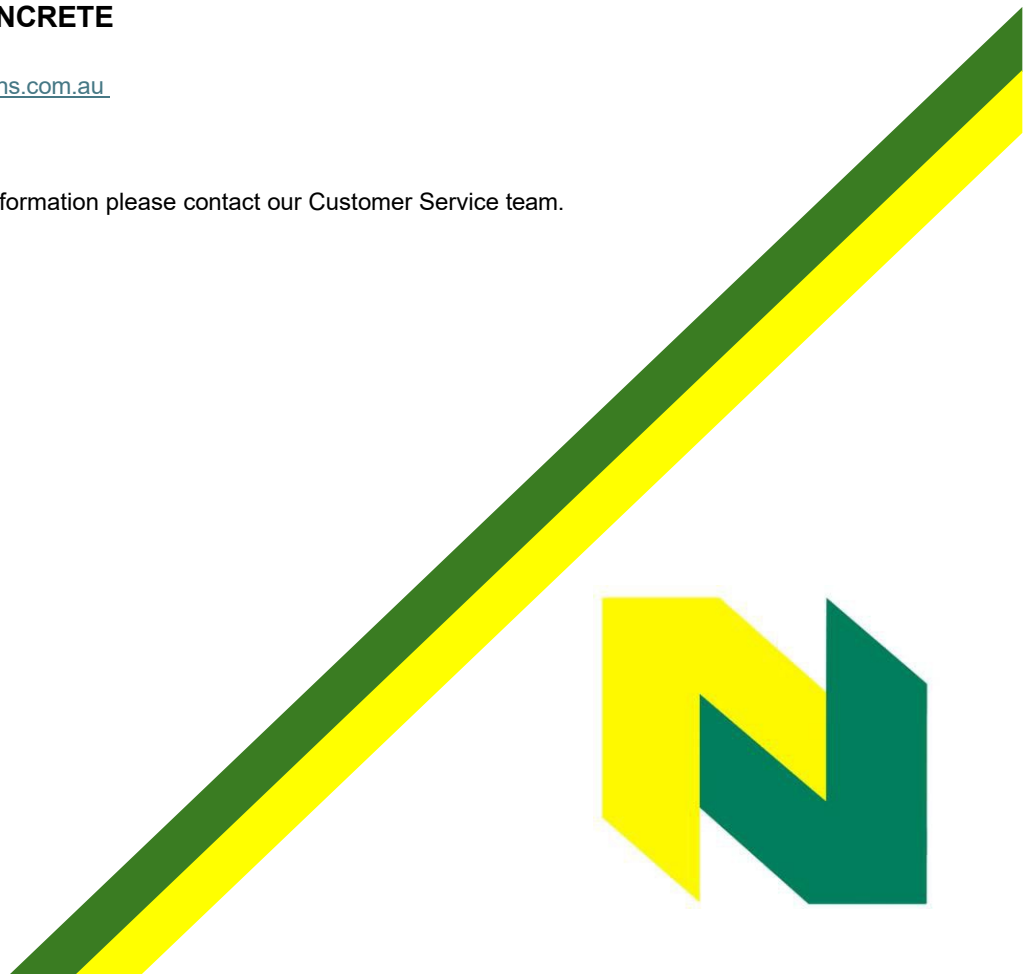 NCRETE
ns.com.au
formation please contact our Customer Service team.
N